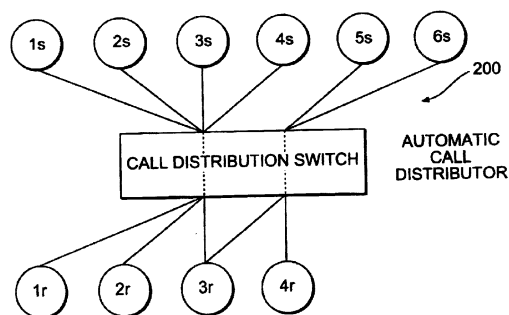 1s 2s 3s 4s 5s 6s
200
CALL DISTRIBUTION SWITCH
AUTOMATIC
CALL
DISTRIBUTOR
1r 2r 3r 4r